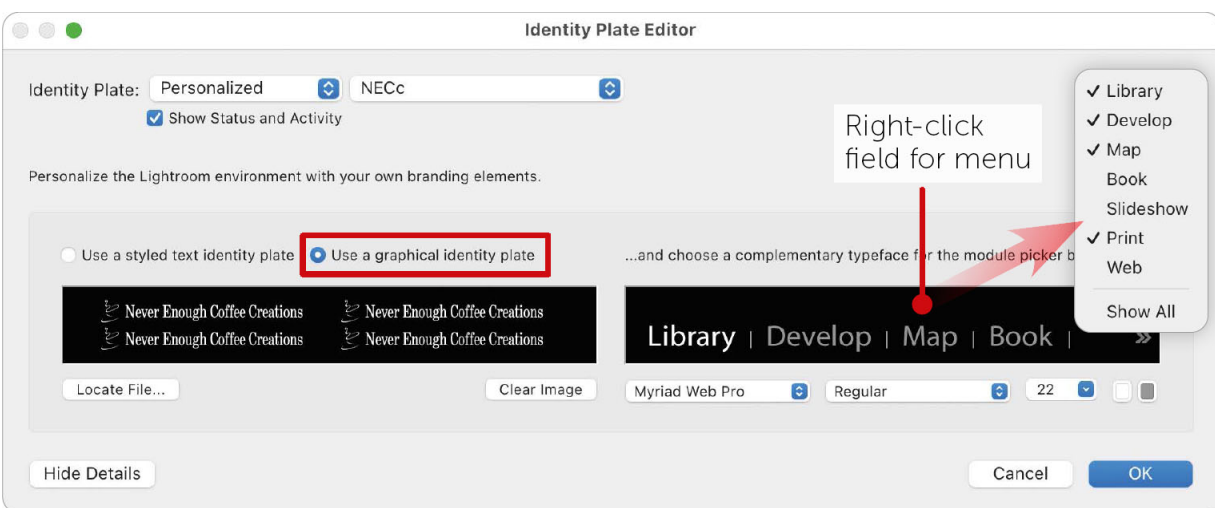 Identity Plate Editor
Identity Plate: Personalized NECc
Show Status and Activity
Right-click
field for menu
Personalize the Lightroom environment with your own branding elements.
Library
Develop
Map
Book
Slideshow
Print
Web
Show All
Use a styled text identity plate Use a graphical identity plate
...and choose a complementary typeface for the module picker b
Never Enough Coffee Creations Never Enough Coffee Creations
Never Enough Coffee Creations Never Enough Coffee Creations
Library | Develop | Map | Book | »
Locate File... Clear Image
Myriad Web Pro Regular 22
Hide Details Cancel OK